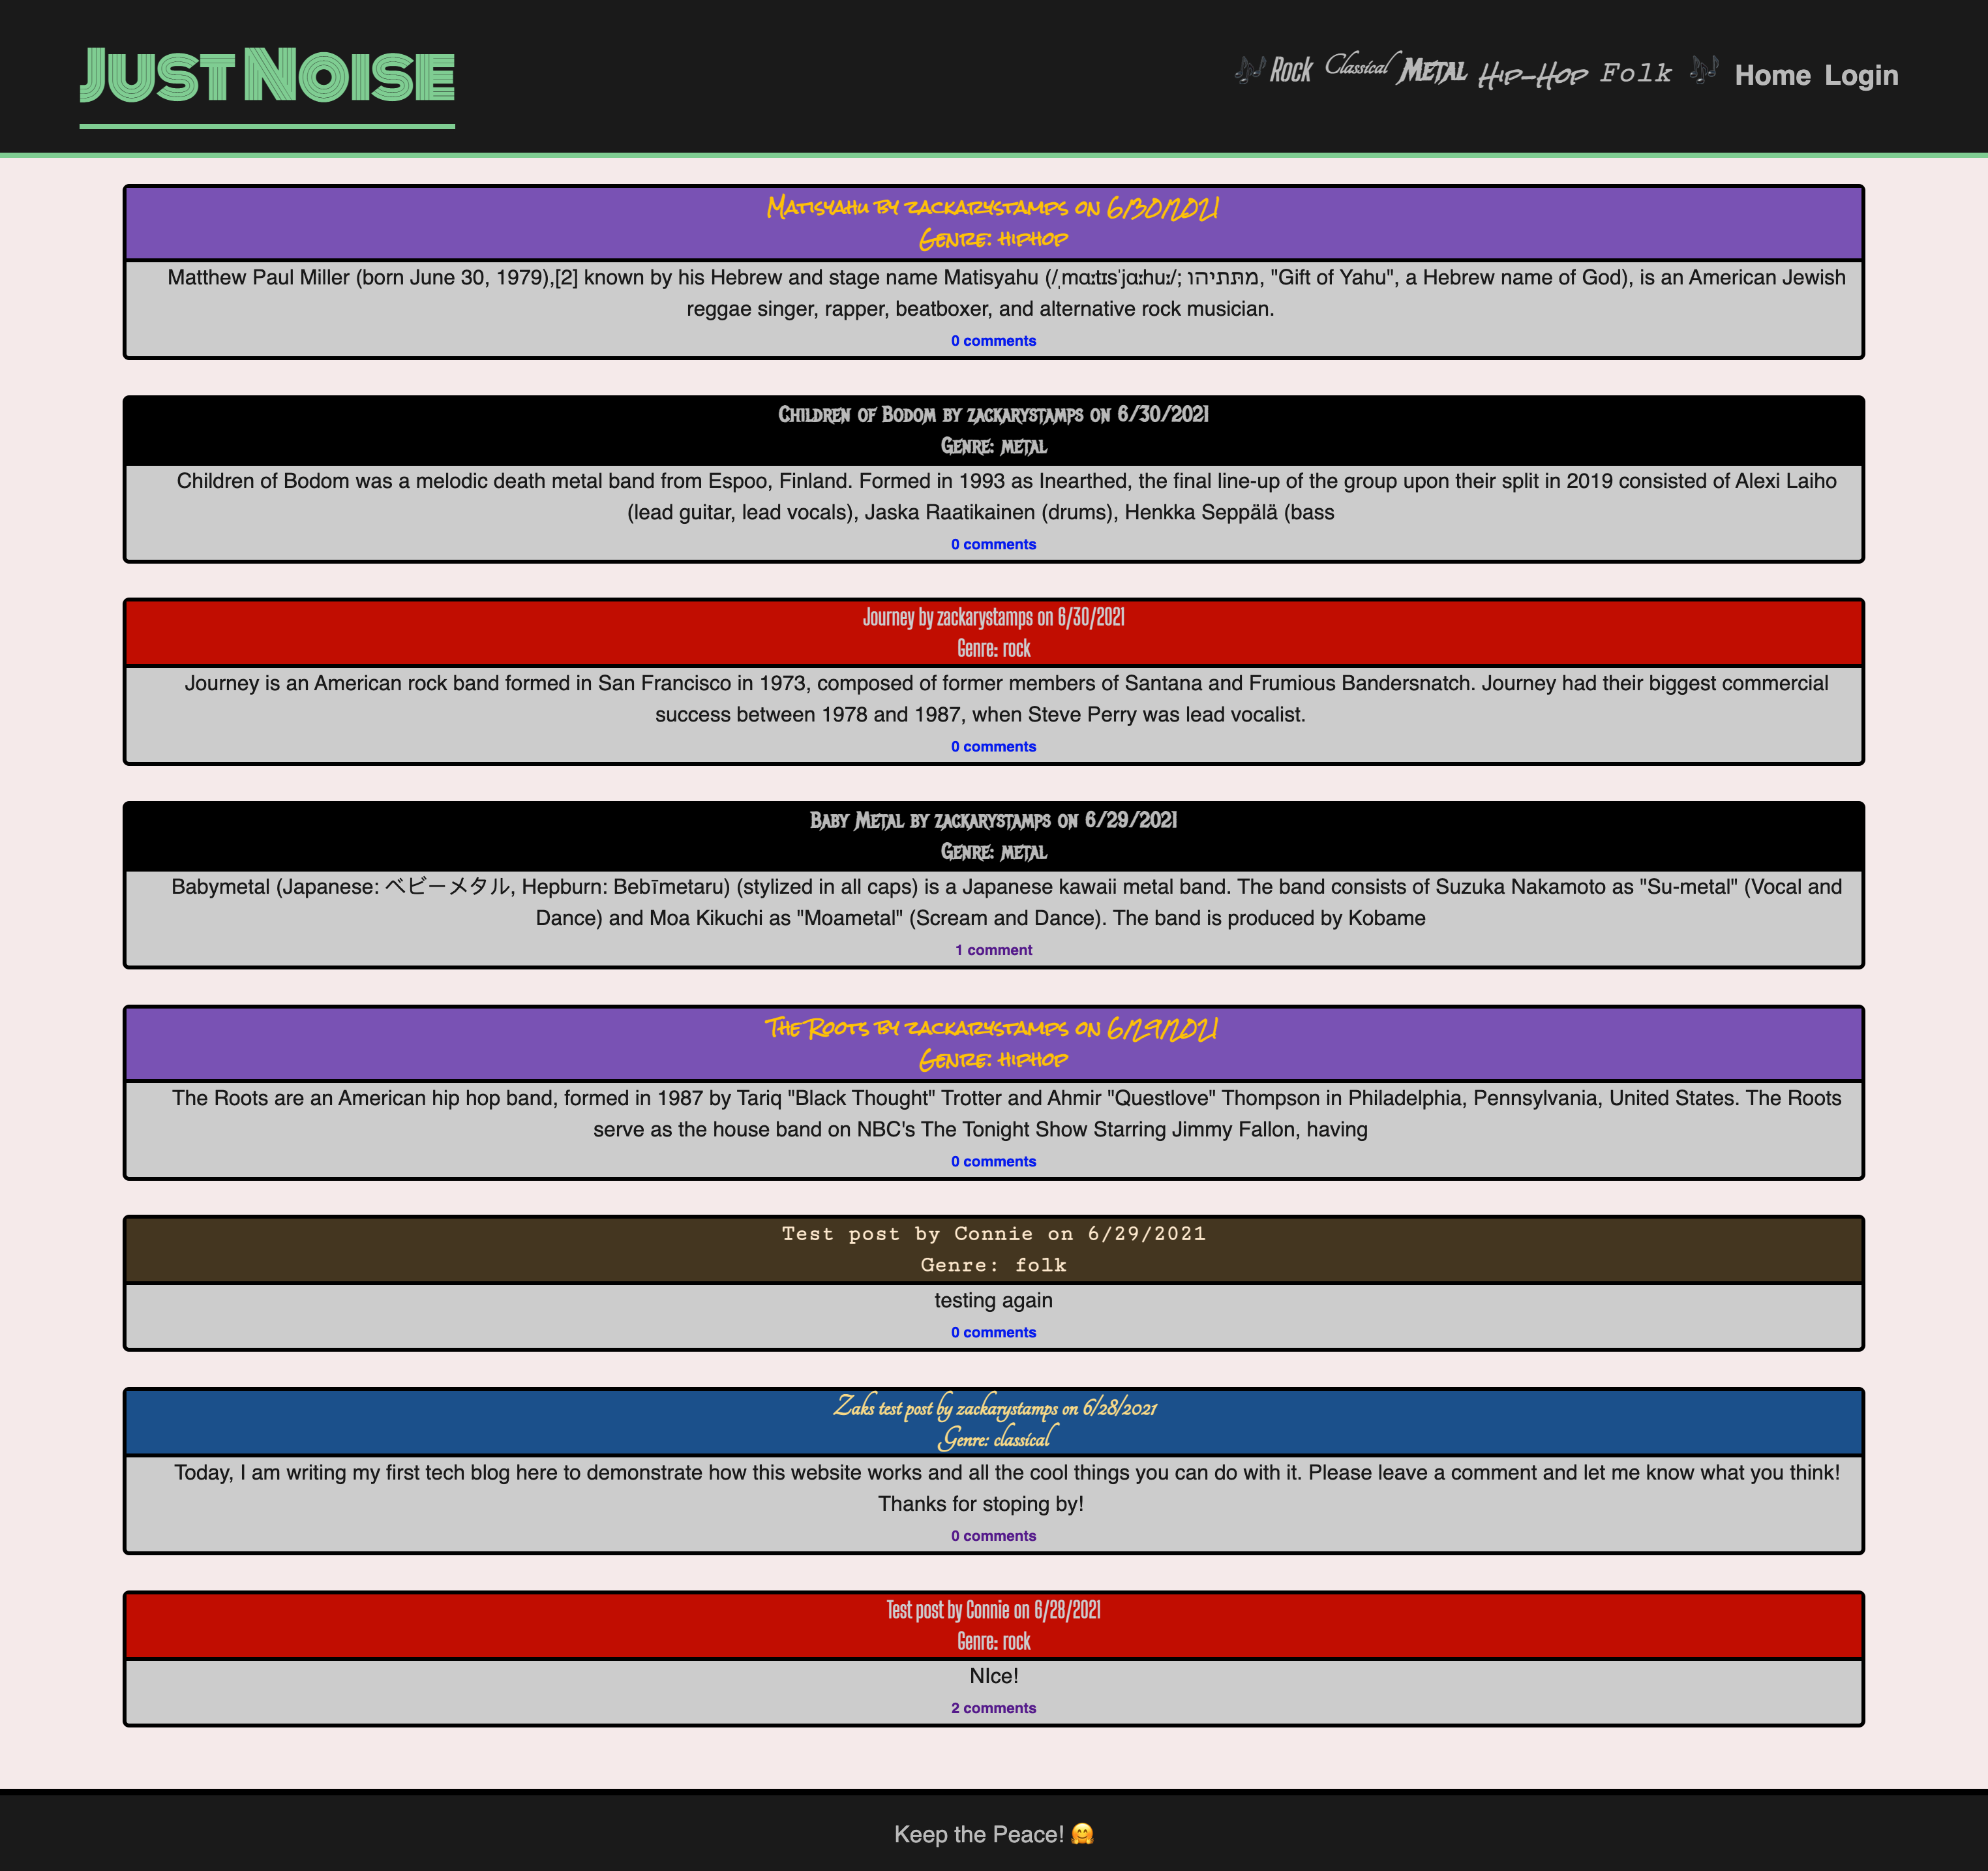 Just Noise
🎶 Rock Classical Metal Hip-Hop Folk 🎶 Home Login
Matisyahu by zackarystamps on 6/30/2021
Genre: hiphop
Matthew Paul Miller (born June 30, 1979),[2] known by his Hebrew and stage name Matisyahu (/ˌmɑːtɪsˈjɑːhuː/; מתּתיהו, "Gift of Yahu", a Hebrew name of God), is an American Jewish
reggae singer, rapper, beatboxer, and alternative rock musician.
0 comments
Children of Bodom by zackarystamps on 6/30/2021
Genre: metal
Children of Bodom was a melodic death metal band from Espoo, Finland. Formed in 1993 as Inearthed, the final line-up of the group upon their split in 2019 consisted of Alexi Laiho
(lead guitar, lead vocals), Jaska Raatikainen (drums), Henkka Seppälä (bass
0 comments
Journey by zackarystamps on 6/30/2021
Genre: rock
Journey is an American rock band formed in San Francisco in 1973, composed of former members of Santana and Frumious Bandersnatch. Journey had their biggest commercial
success between 1978 and 1987, when Steve Perry was lead vocalist.
0 comments
Baby Metal by zackarystamps on 6/29/2021
Genre: metal
Babymetal (Japanese: ベビーメタル, Hepburn: Bebīmetaru) (stylized in all caps) is a Japanese kawaii metal band. The band consists of Suzuka Nakamoto as "Su-metal" (Vocal and
Dance) and Moa Kikuchi as "Moametal" (Scream and Dance). The band is produced by Kobame
1 comment
The Roots by zackarystamps on 6/29/2021
Genre: hiphop
The Roots are an American hip hop band, formed in 1987 by Tariq "Black Thought" Trotter and Ahmir "Questlove" Thompson in Philadelphia, Pennsylvania, United States. The Roots
serve as the house band on NBC's The Tonight Show Starring Jimmy Fallon, having
0 comments
Test post by Connie on 6/29/2021
Genre: folk
testing again
0 comments
Zaks test post by zackarystamps on 6/28/2021
Genre: classical
Today, I am writing my first tech blog here to demonstrate how this website works and all the cool things you can do with it. Please leave a comment and let me know what you think!
Thanks for stoping by!
0 comments
Test post by Connie on 6/28/2021
Genre: rock
NIce!
2 comments
Keep the Peace! 🤗